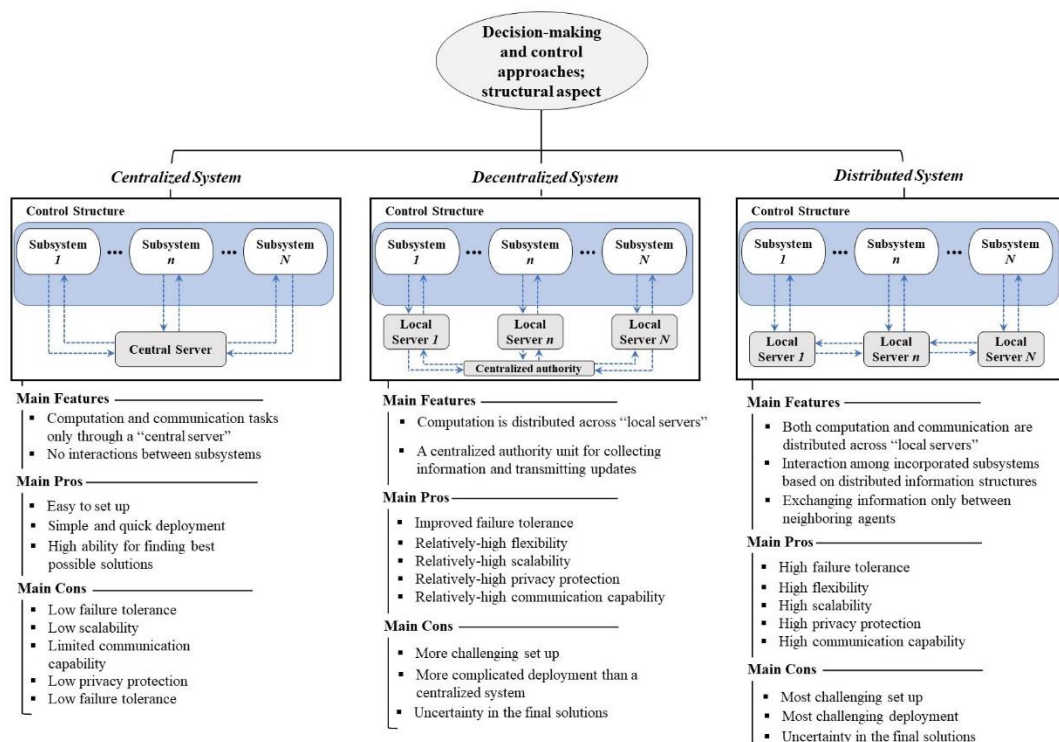 Decision-making
and control
approaches;
structural aspect
Centralized System
Control Structure
Subsystem
1
...
Subsystem
n
...
Subsystem
N
Central Server
Main Features
▪ Computation and communication tasks
only through a “central server”
▪ No interactions between subsystems
Main Pros
▪ Easy to set up
▪ Simple and quick deployment
▪ High ability for finding best
possible solutions
Main Cons
▪ Low failure tolerance
▪ Low scalability
▪ Limited communication
capability
▪ Low privacy protection
▪ Low failure tolerance
Decentralized System
Control Structure
Subsystem
1
...
Subsystem
n
...
Subsystem
N
Local
Server 1
Local
Server n
Local
Server N
Centralized authority
Main Features
▪ Computation is distributed across “local servers”
▪ A centralized authority unit for collecting
information and transmitting updates
Main Pros
▪ Improved failure tolerance
▪ Relatively-high flexibility
▪ Relatively-high scalability
▪ Relatively-high privacy protection
▪ Relatively-high communication capability
Main Cons
▪ More challenging set up
▪ More complicated deployment than a
centralized system
▪ Uncertainty in the final solutions
Distributed System
Control Structure
Subsystem
1
...
Subsystem
n
...
Subsystem
N
Local
Server 1
Local
Server n
Local
Server N
Main Features
▪ Both computation and communication are
distributed across “local servers”
▪ Interaction among incorporated subsystems
based on distributed information structures
▪ Exchanging information only between
neighboring agents
Main Pros
▪ High failure tolerance
▪ High flexibility
▪ High scalability
▪ High privacy protection
▪ High communication capability
Main Cons
▪ Most challenging set up
▪ Most challenging deployment
▪ Uncertainty in the final solutions